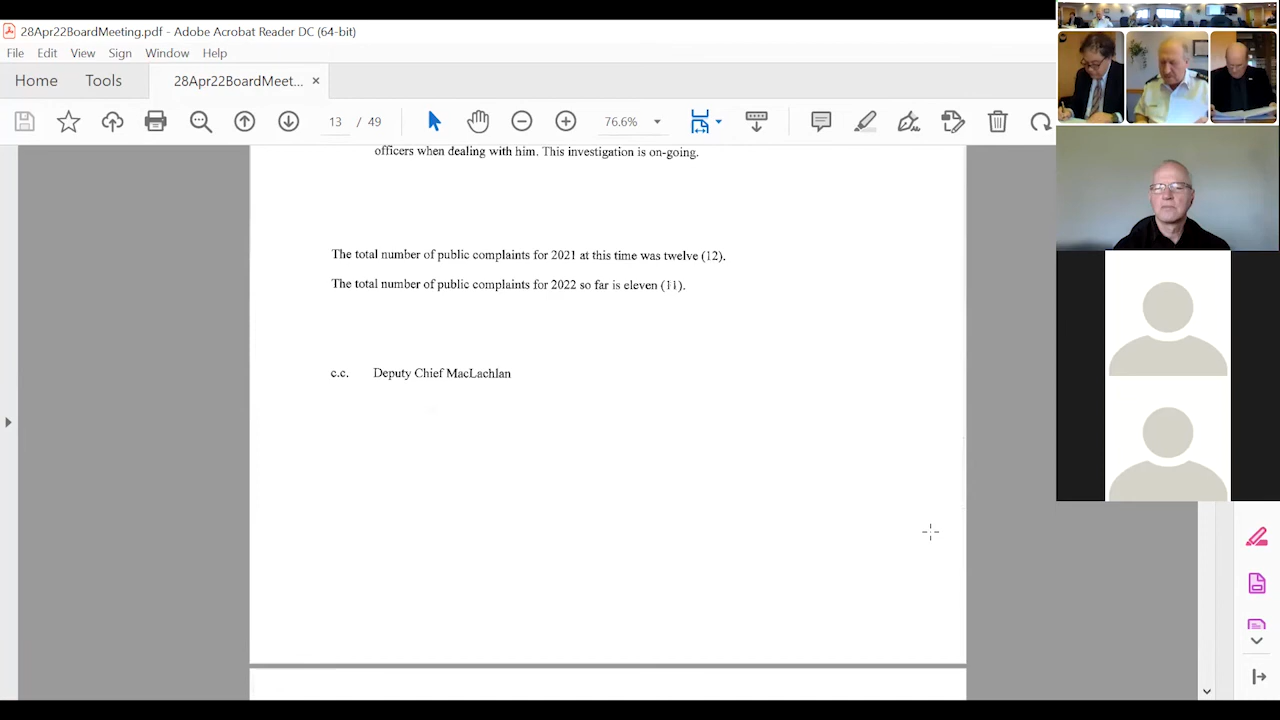 28Apr22BoardMeeting.pdf - Adobe Acrobat Reader DC (64-bit)
File Edit View Sign Window Help
Home Tools 28Apr22BoardMeet... ×
13 / 49 76.6%
officers when dealing with him. This investigation is on-going.
The total number of public complaints for 2021 at this time was twelve (12).
The total number of public complaints for 2022 so far is eleven (11).
c.c. Deputy Chief MacLachlan